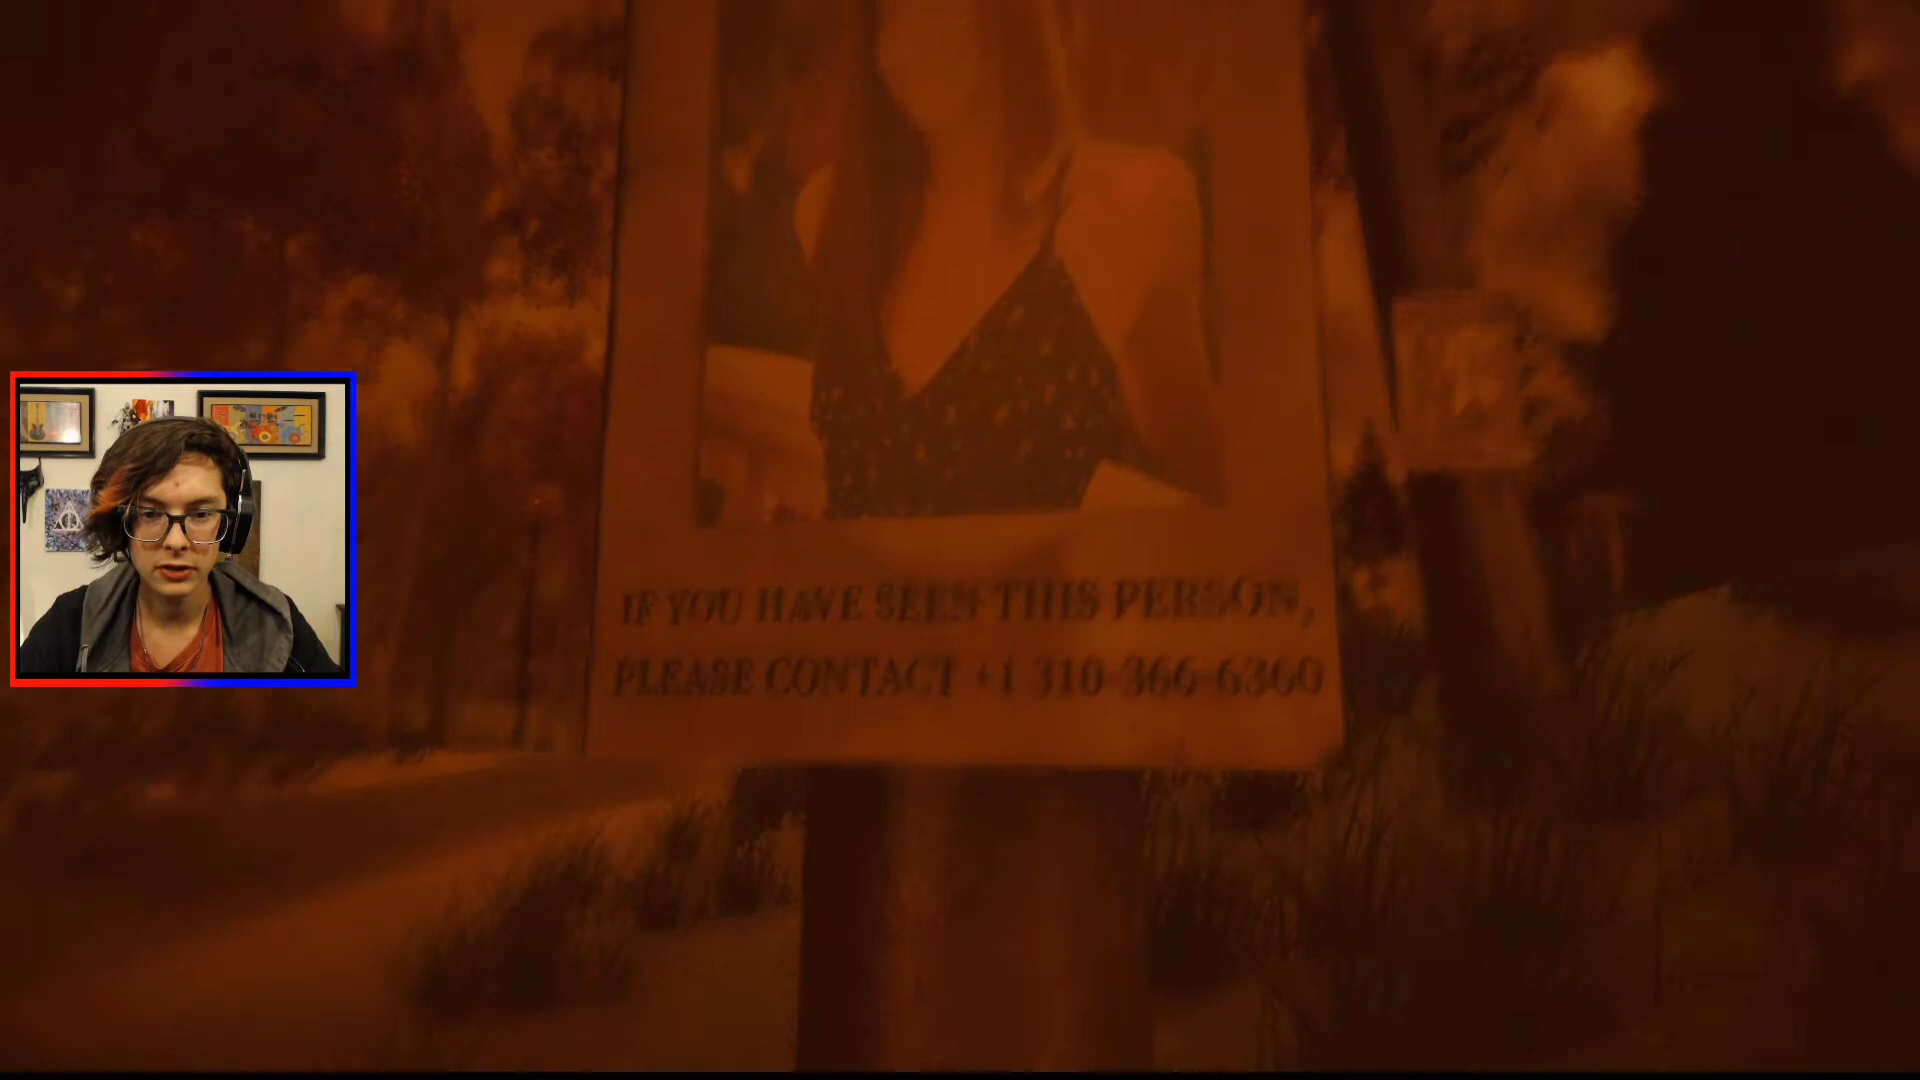 IF YOU HAVE SEEN THIS PERSON,
PLEASE CONTACT +1 310-366-6360